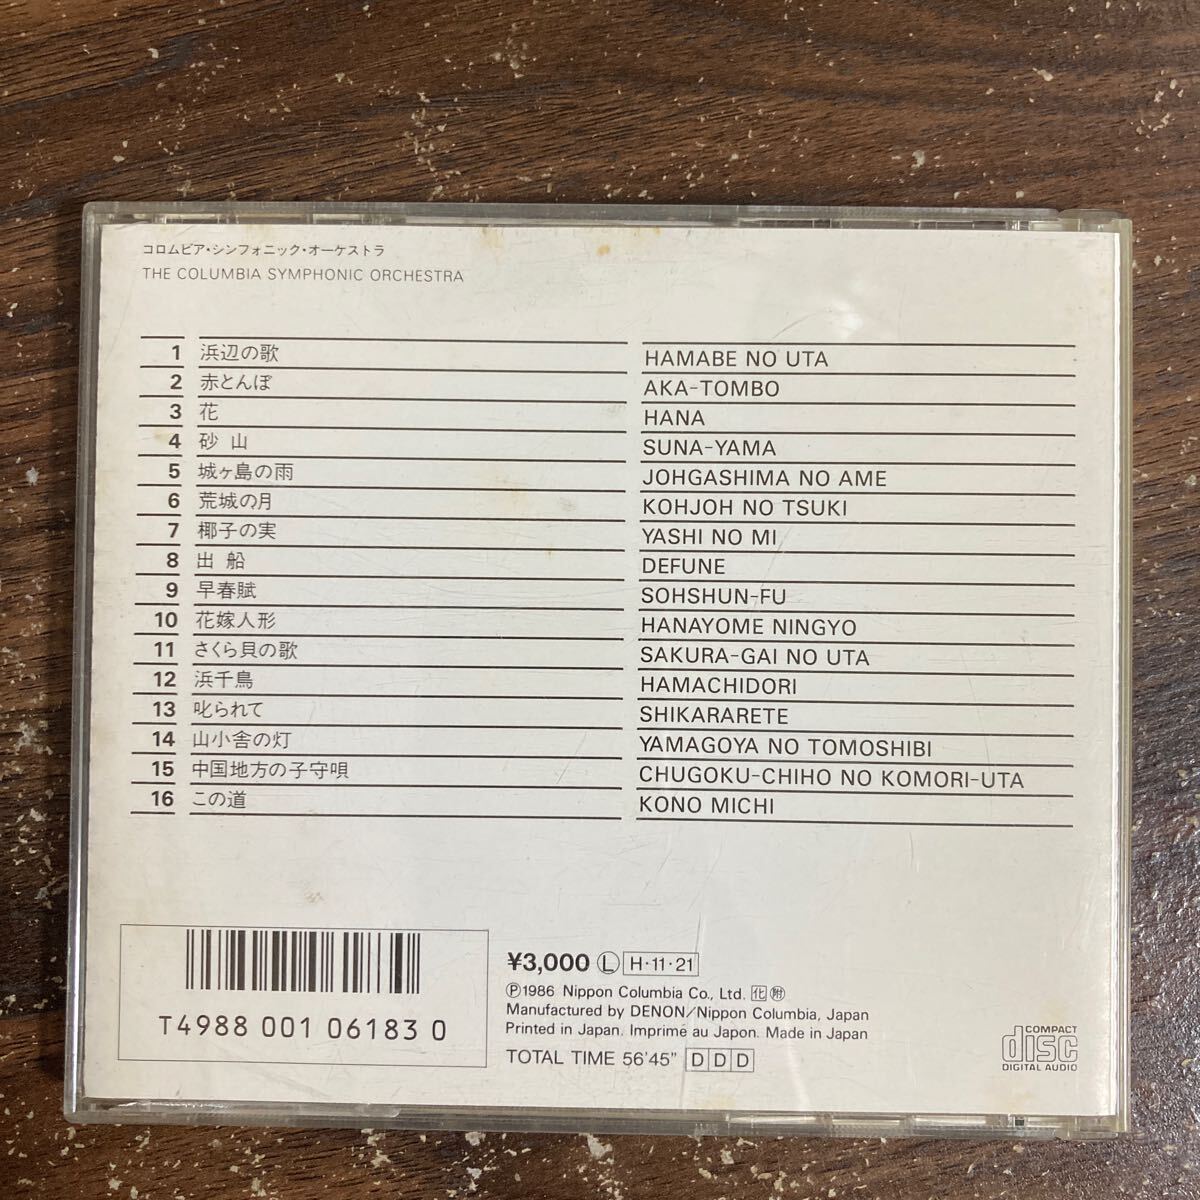 コロムビア・シンフォニック・オーケストラ
THE COLUMBIA SYMPHONIC ORCHESTRA
1 浜辺の歌 HAMABE NO UTA
2 赤とんぼ AKA-TOMBO
3 花 HANA
4 砂 山 SUNA-YAMA
5 城ヶ島の雨 JOHGASHIMA NO AME
6 荒城の月 KOHJOH NO TSUKI
7 椰子の実 YASHI NO MI
8 出 船 DEFUNE
9 早春賦 SOHSHUN-FU
10 花嫁人形 HANAYOME NINGYO
11 さくら貝の歌 SAKURA-GAI NO UTA
12 浜千鳥 HAMACHIDORI
13 叱られて SHIKARARETE
14 山小舎の灯 YAMAGOYA NO TOMOSHIBI
15 中国地方の子守唄 CHUGOKU-CHIHO NO KOMORI-UTA
16 この道 KONO MICHI
T4988 001 06183 0
¥3,000 Ⓛ H・11・21
Ⓟ1986 Nippon Columbia Co., Ltd. 化 ㈵
Manufactured by DENON/Nippon Columbia, Japan
Printed in Japan. Imprimé au Japon. Made in Japan
TOTAL TIME 56'45" DDD
COMPACT
disc
DIGITAL AUDIO